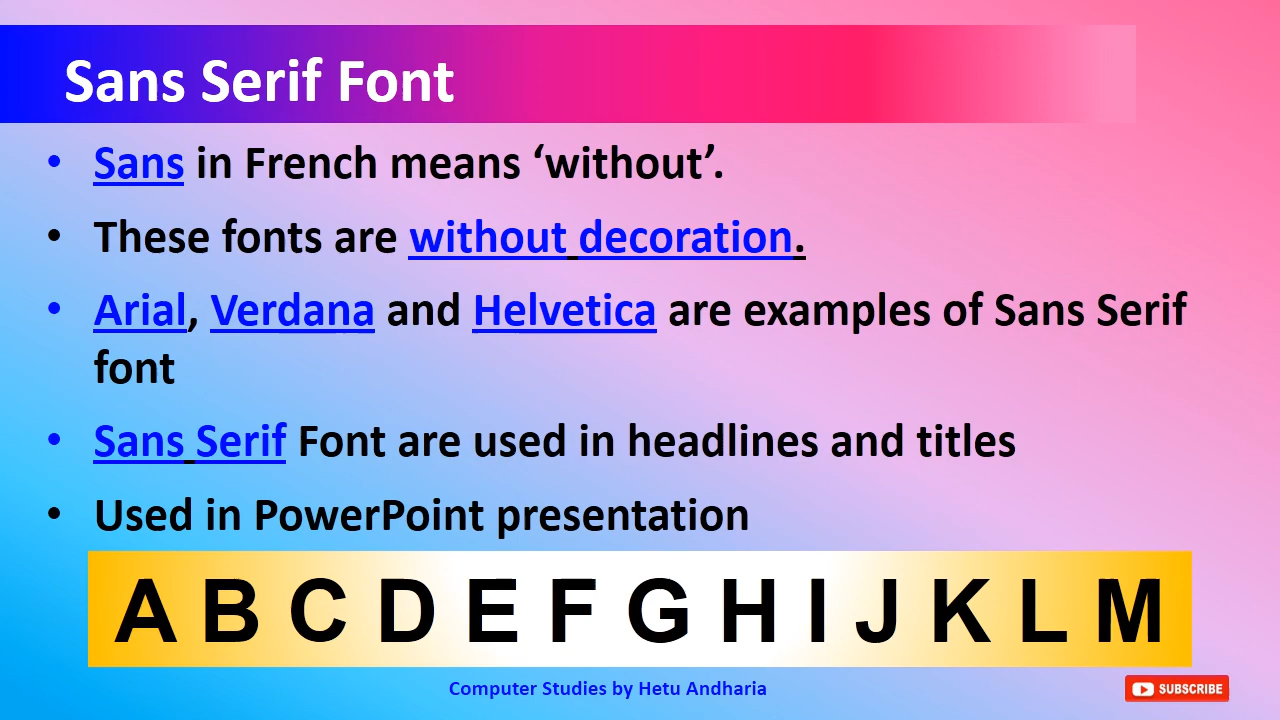 Sans Serif Font
• Sans in French means ‘without’.
• These fonts are without decoration.
• Arial, Verdana and Helvetica are examples of Sans Serif
font
• Sans Serif Font are used in headlines and titles
• Used in PowerPoint presentation
A B C D E F G H I J K L M
Computer Studies by Hetu Andharia
SUBSCRIBE